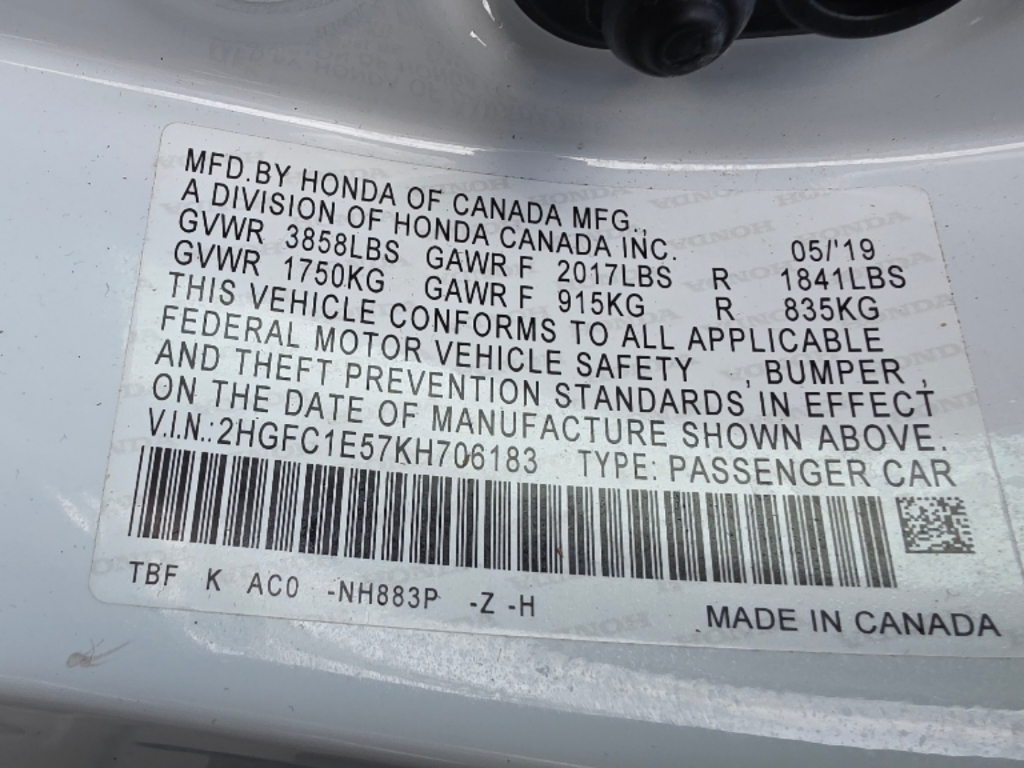 MFD.BY HONDA OF CANADA MFG.,
A DIVISION OF HONDA CANADA INC. 05/'19
GVWR 3858LBS GAWR F 2017LBS R 1841LBS
GVWR 1750KG GAWR F 915KG R 835KG
THIS VEHICLE CONFORMS TO ALL APPLICABLE
FEDERAL MOTOR VEHICLE SAFETY , BUMPER ,
AND THEFT PREVENTION STANDARDS IN EFFECT
ON THE DATE OF MANUFACTURE SHOWN ABOVE.
V.I.N.:2HGFC1E57KH706183 TYPE: PASSENGER CAR
TBF K AC0 -NH883P -Z -H
MADE IN CANADA